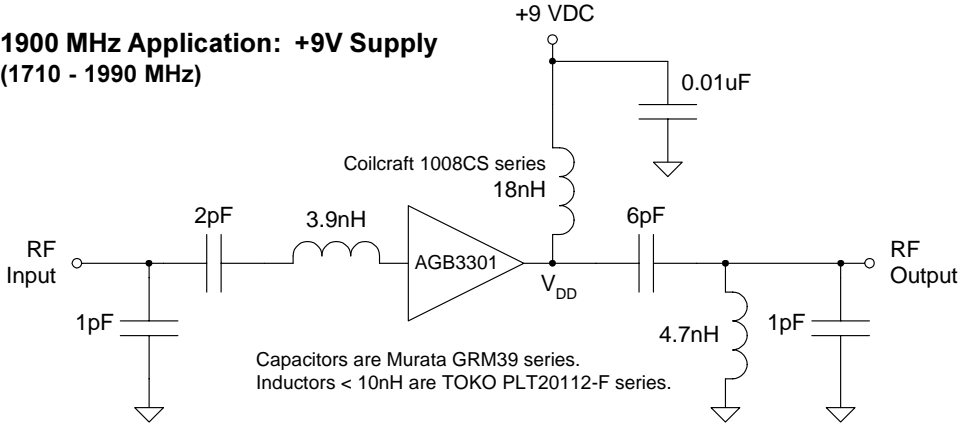 +9 VDC
1900 MHz Application: +9V Supply
(1710 - 1990 MHz)
0.01uF
Coilcraft 1008CS series
18nH
2pF
3.9nH
6pF
RF
Input
AGB3301
RF
Output
VDD
1pF
4.7nH
1pF
Capacitors are Murata GRM39 series.
Inductors < 10nH are TOKO PLT20112-F series.